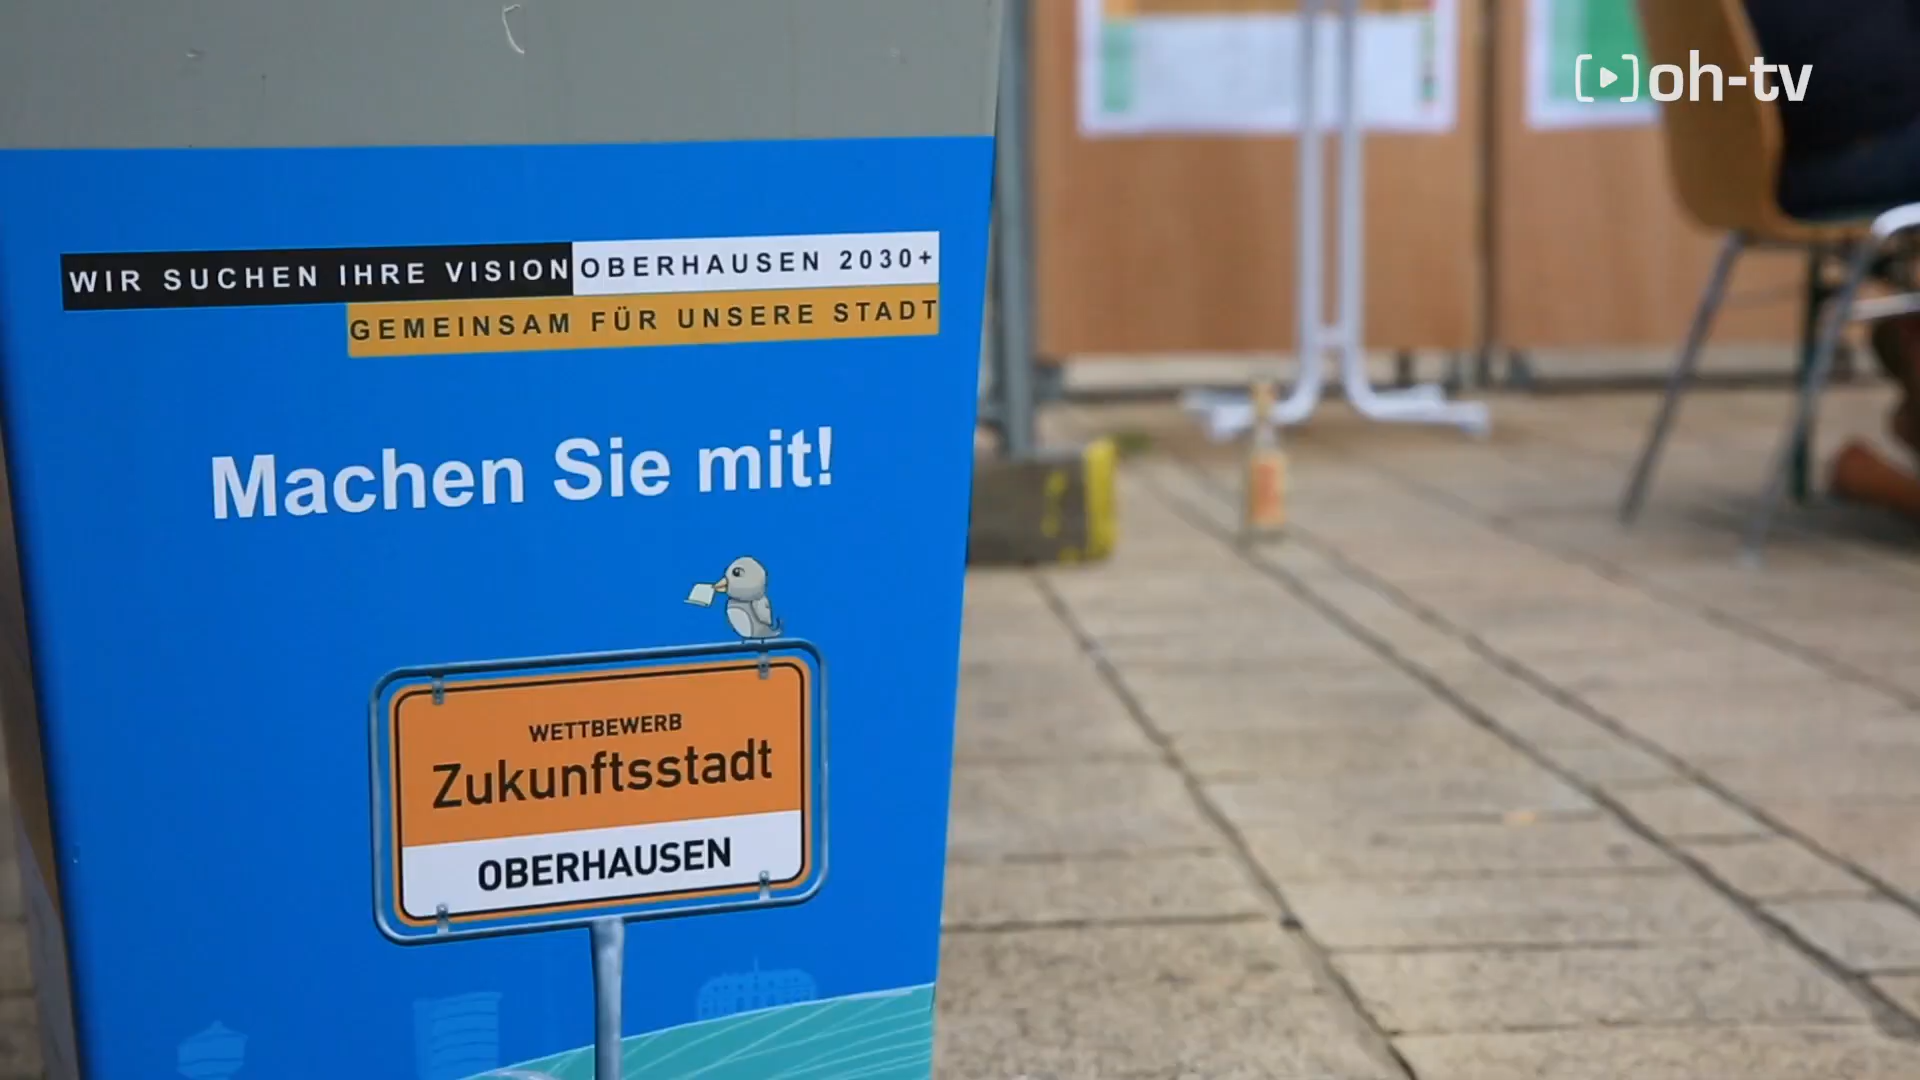 oh-tv
WIR SUCHEN IHRE VISION OBERHAUSEN 2030+
GEMEINSAM FÜR UNSERE STADT
Machen Sie mit!
WETTBEWERB
Zukunftsstadt
OBERHAUSEN